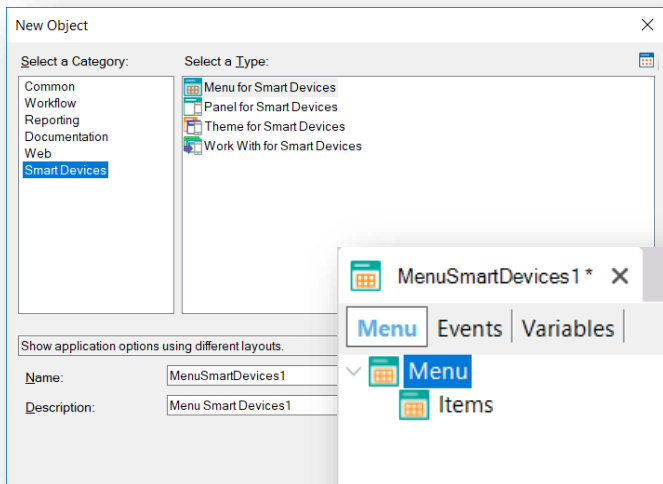 New Object
Select a Category:
Select a Type:
Common
Workflow
Reporting
Documentation
Web
Smart Devices
Menu for Smart Devices
Panel for Smart Devices
Theme for Smart Devices
Work With for Smart Devices
Show application options using different layouts.
Name:
MenuSmartDevices1
Description:
Menu Smart Devices1
MenuSmartDevices1 *
Menu Events Variables
Menu
Items